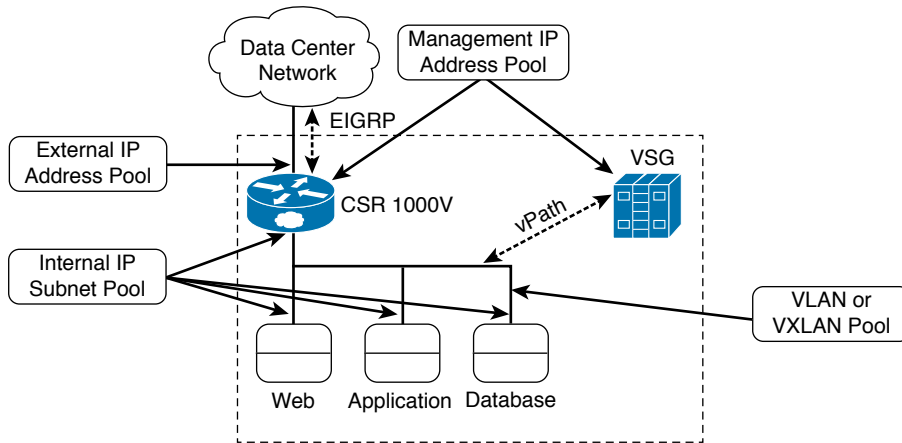 Data Center
Network
Management IP
Address Pool
EIGRP
External IP
Address Pool
VSG
CSR 1000V
vPath
Internal IP
Subnet Pool
VLAN or
VXLAN Pool
Web
Application
Database